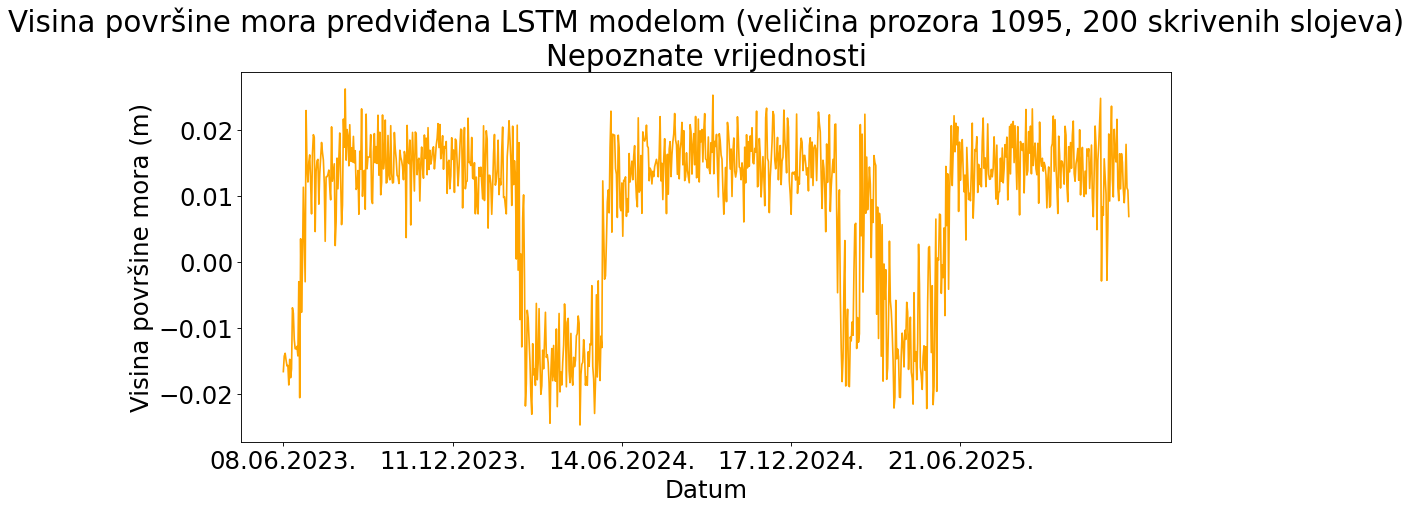 Visina površine mora predviđena LSTM modelom (veličina prozora 1095, 200 skrivenih slojeva)
Nepoznate vrijednosti
Visina površine mora (m)
0.02
0.01
0.00
−0.01
−0.02
08.06.2023. 11.12.2023. 14.06.2024. 17.12.2024. 21.06.2025.
Datum